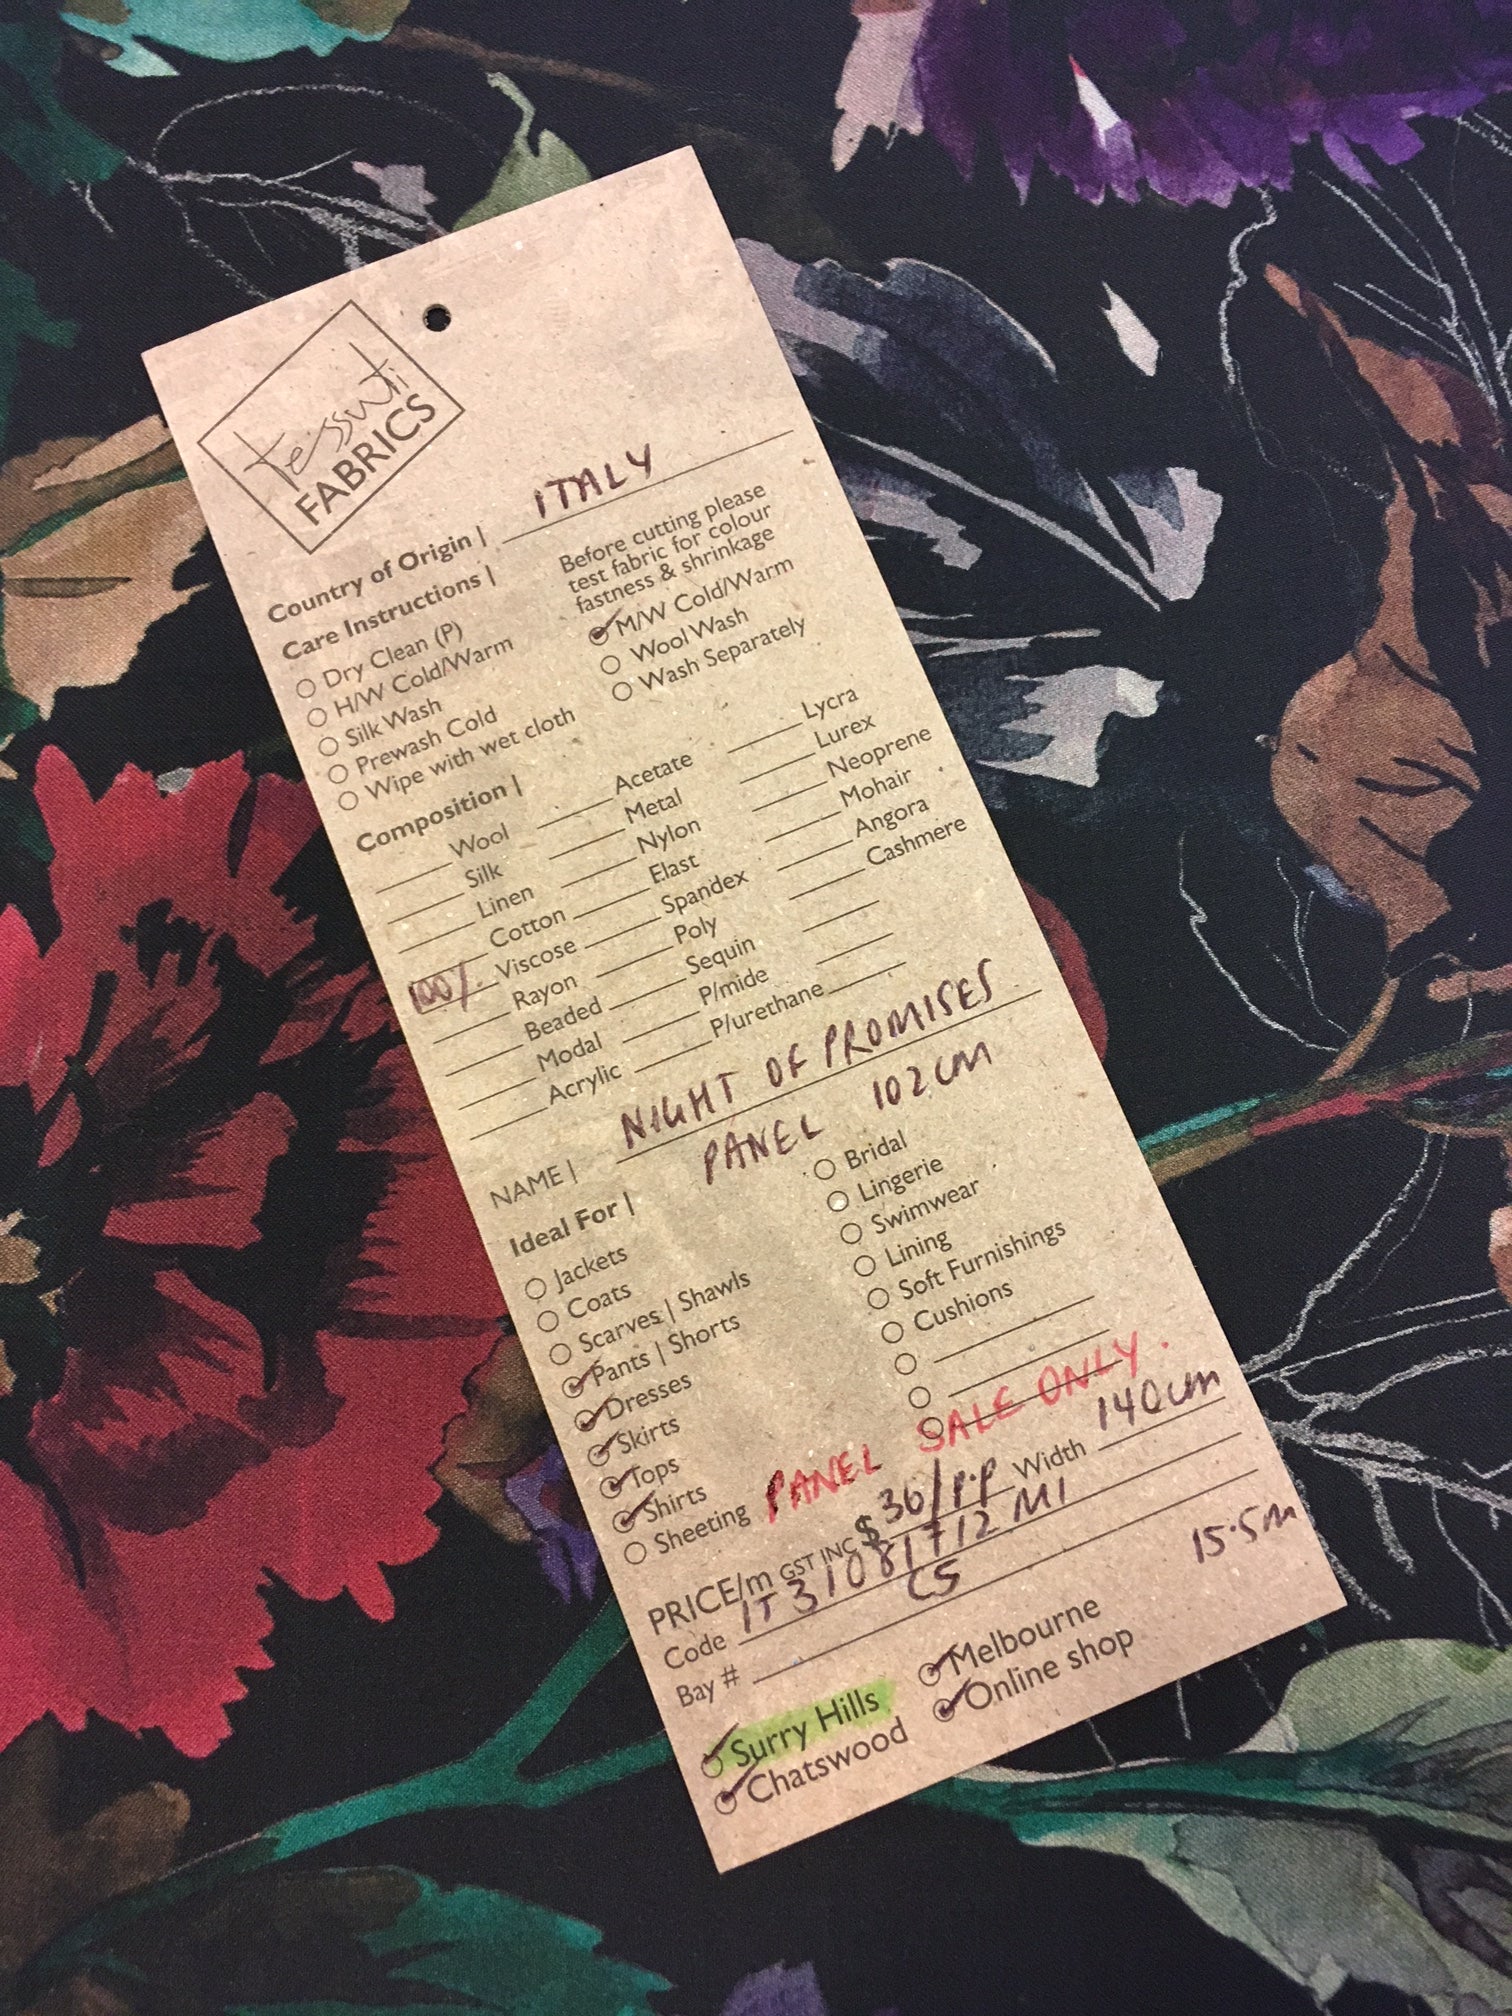 tessuti
FABRICS
Country of Origin | ITALY
Care Instructions |
Before cutting please
test fabric for colour
fastness & shrinkage
Dry Clean (P)
H/W Cold/Warm
Silk Wash
Prewash Cold
Wipe with wet cloth
M/W Cold/Warm
Wool Wash
Wash Separately
Composition |
Wool
Silk
Linen
Cotton
100% Viscose
Rayon
Beaded
Modal
Acrylic
Acetate
Metal
Nylon
Elast
Spandex
Poly
Sequin
P/mide
P/urethane
Lycra
Lurex
Neoprene
Mohair
Angora
Cashmere
NAME | NIGHT OF PROMISES
PANEL 102cm
Ideal For |
Jackets
Coats
Scarves | Shawls
Pants | Shorts
Dresses
Skirts
Tops
Shirts
Sheeting
Bridal
Lingerie
Swimwear
Lining
Soft Furnishings
Cushions
PANEL SALE ONLY.
PRICE/m GST INC $36/p.p Width 140cm
Code IT 31081712 M1
Bay # CS 15.5m
Surry Hills
Chatswood
Melbourne
Online shop